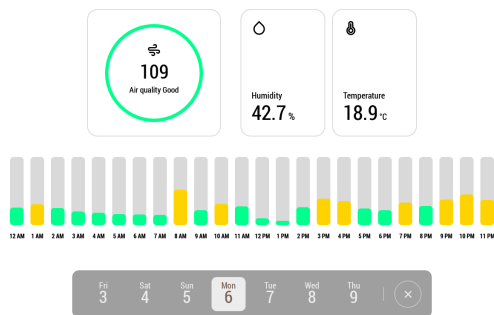 109
Air quality Good
Humidity
42.7 %
Temperature
18.9 °C
12 AM 1 AM 2 AM 3 AM 4 AM 5 AM 6 AM 7 AM 8 AM 9 AM 10 AM 11 AM 12 PM 1 PM 2 PM 3 PM 4 PM 5 PM 6 PM 7 PM 8 PM 9 PM 10 PM 11 PM
Fri Sat Sun Mon Tue Wed Thu
3 4 5 6 7 8 9